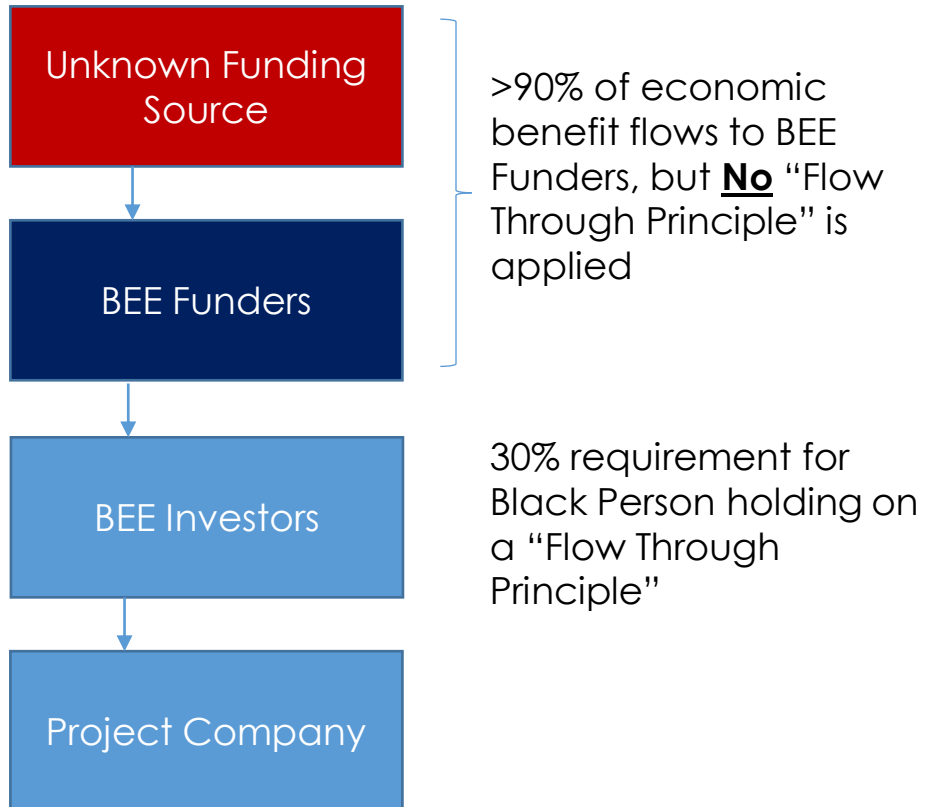 Unknown Funding
Source
>90% of economic
benefit flows to BEE
Funders, but No “Flow
Through Principle” is
applied
BEE Funders
BEE Investors
30% requirement for
Black Person holding on
a “Flow Through
Principle”
Project Company